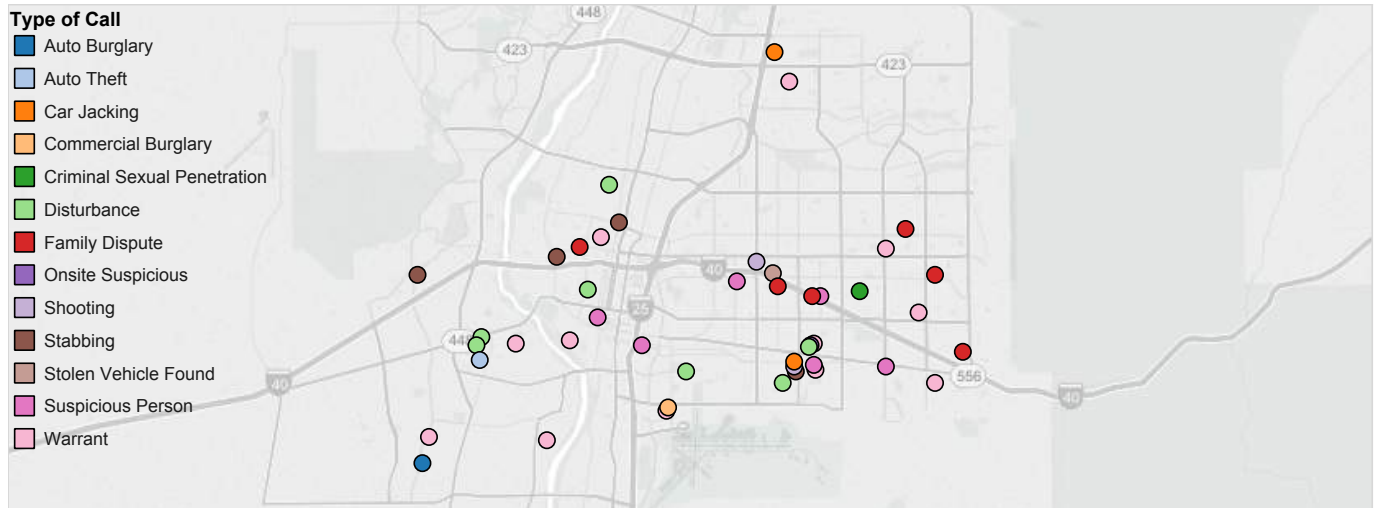 Type of Call
Auto Burglary
Auto Theft
Car Jacking
Commercial Burglary
Criminal Sexual Penetration
Disturbance
Family Dispute
Onsite Suspicious
Shooting
Stabbing
Stolen Vehicle Found
Suspicious Person
Warrant
448
423
423
40
25
40
556
40